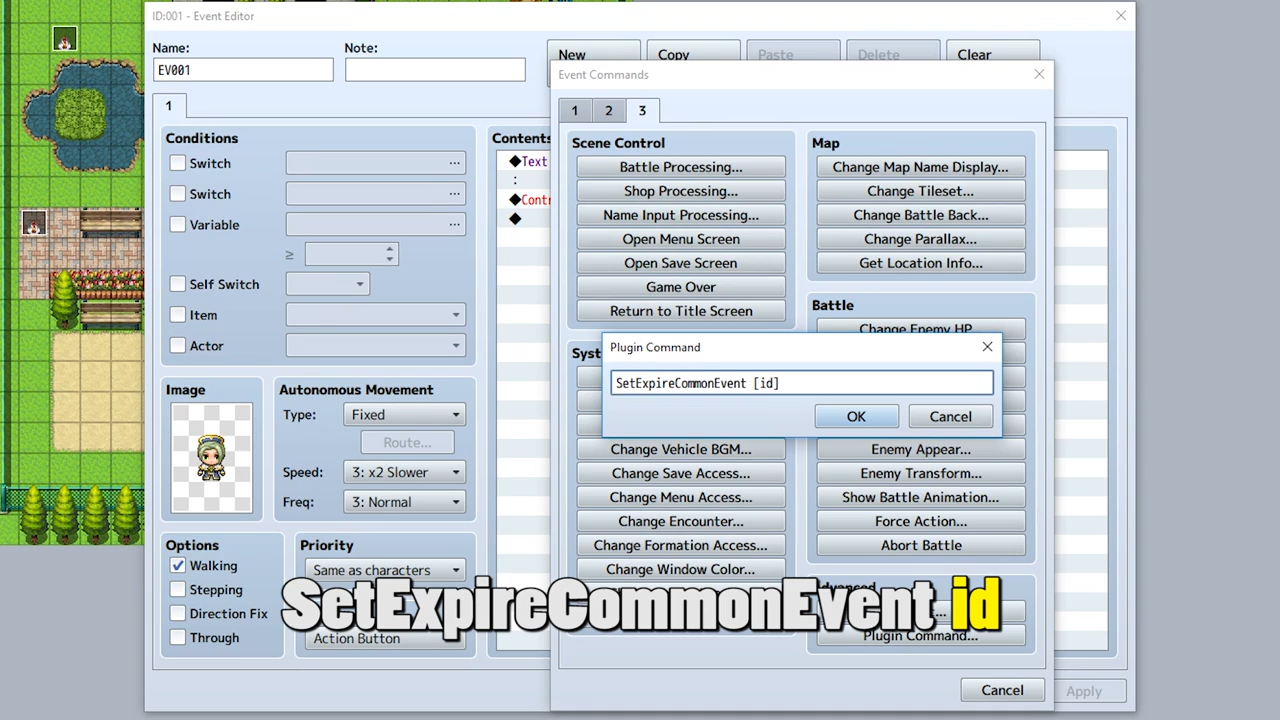 ID:001 - Event Editor
Name:
Note:
EV001
New
Copy
Paste
Delete
Clear
1
Conditions
Switch
...
Switch
...
Variable
...
≥
Self Switch
Item
Actor
Image
Autonomous Movement
Type:
Fixed
Route...
Speed:
3: x2 Slower
Freq:
3: Normal
Options
Walking
Stepping
Direction Fix
Through
Priority
Same as characters
Action Button
Contents
◆Text
:
◆Contr
◆
Event Commands
1
2
3
Scene Control
Battle Processing...
Shop Processing...
Name Input Processing...
Open Menu Screen
Open Save Screen
Game Over
Return to Title Screen
Map
Change Map Name Display...
Change Tileset...
Change Battle Back...
Change Parallax...
Get Location Info...
Battle
Change Enemy HP
Syst
Plugin Command
SetExpireCommonEvent [id]
OK
Cancel
Change Vehicle BGM...
Change Save Access...
Change Menu Access...
Change Encounter...
Change Formation Access...
Change Window Color...
Enemy Appear...
Enemy Transform...
Show Battle Animation...
Force Action...
Abort Battle
Advanced
Plugin Command...
SetExpireCommonEvent id
Cancel
Apply